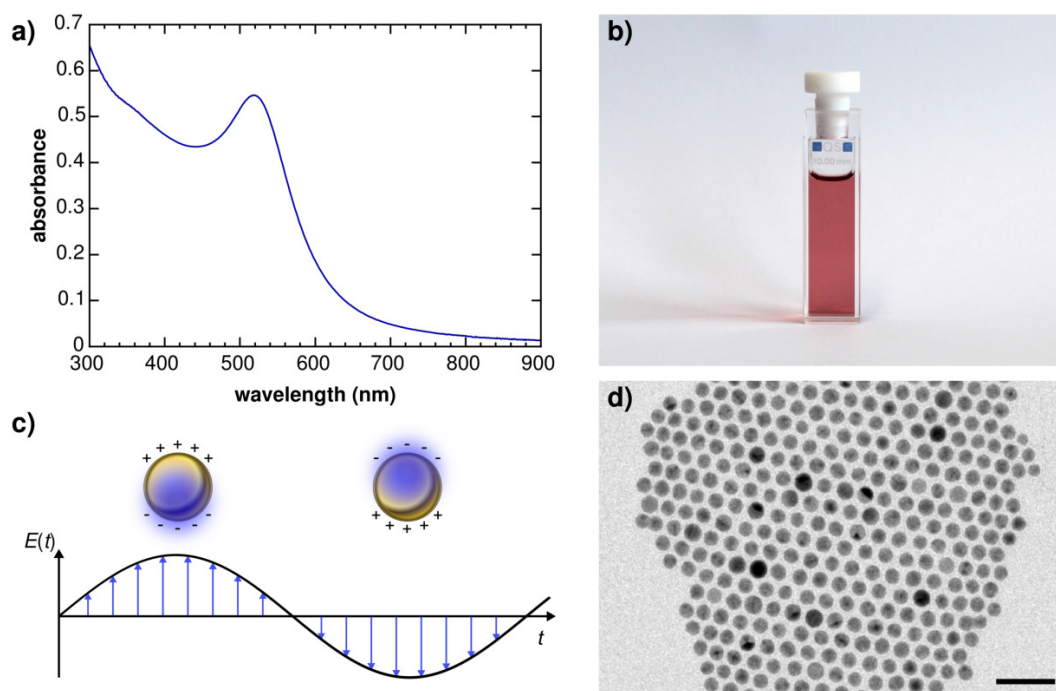 a)
0.7
0.6
0.5
0.4
0.3
0.2
0.1
0
absorbance
300 400 500 600 700 800 900
wavelength (nm)
b)
QS
10.00 mm
c)
+ + + + +
- - - - -
- - - - -
+ + + + +
E(t)
t
d)